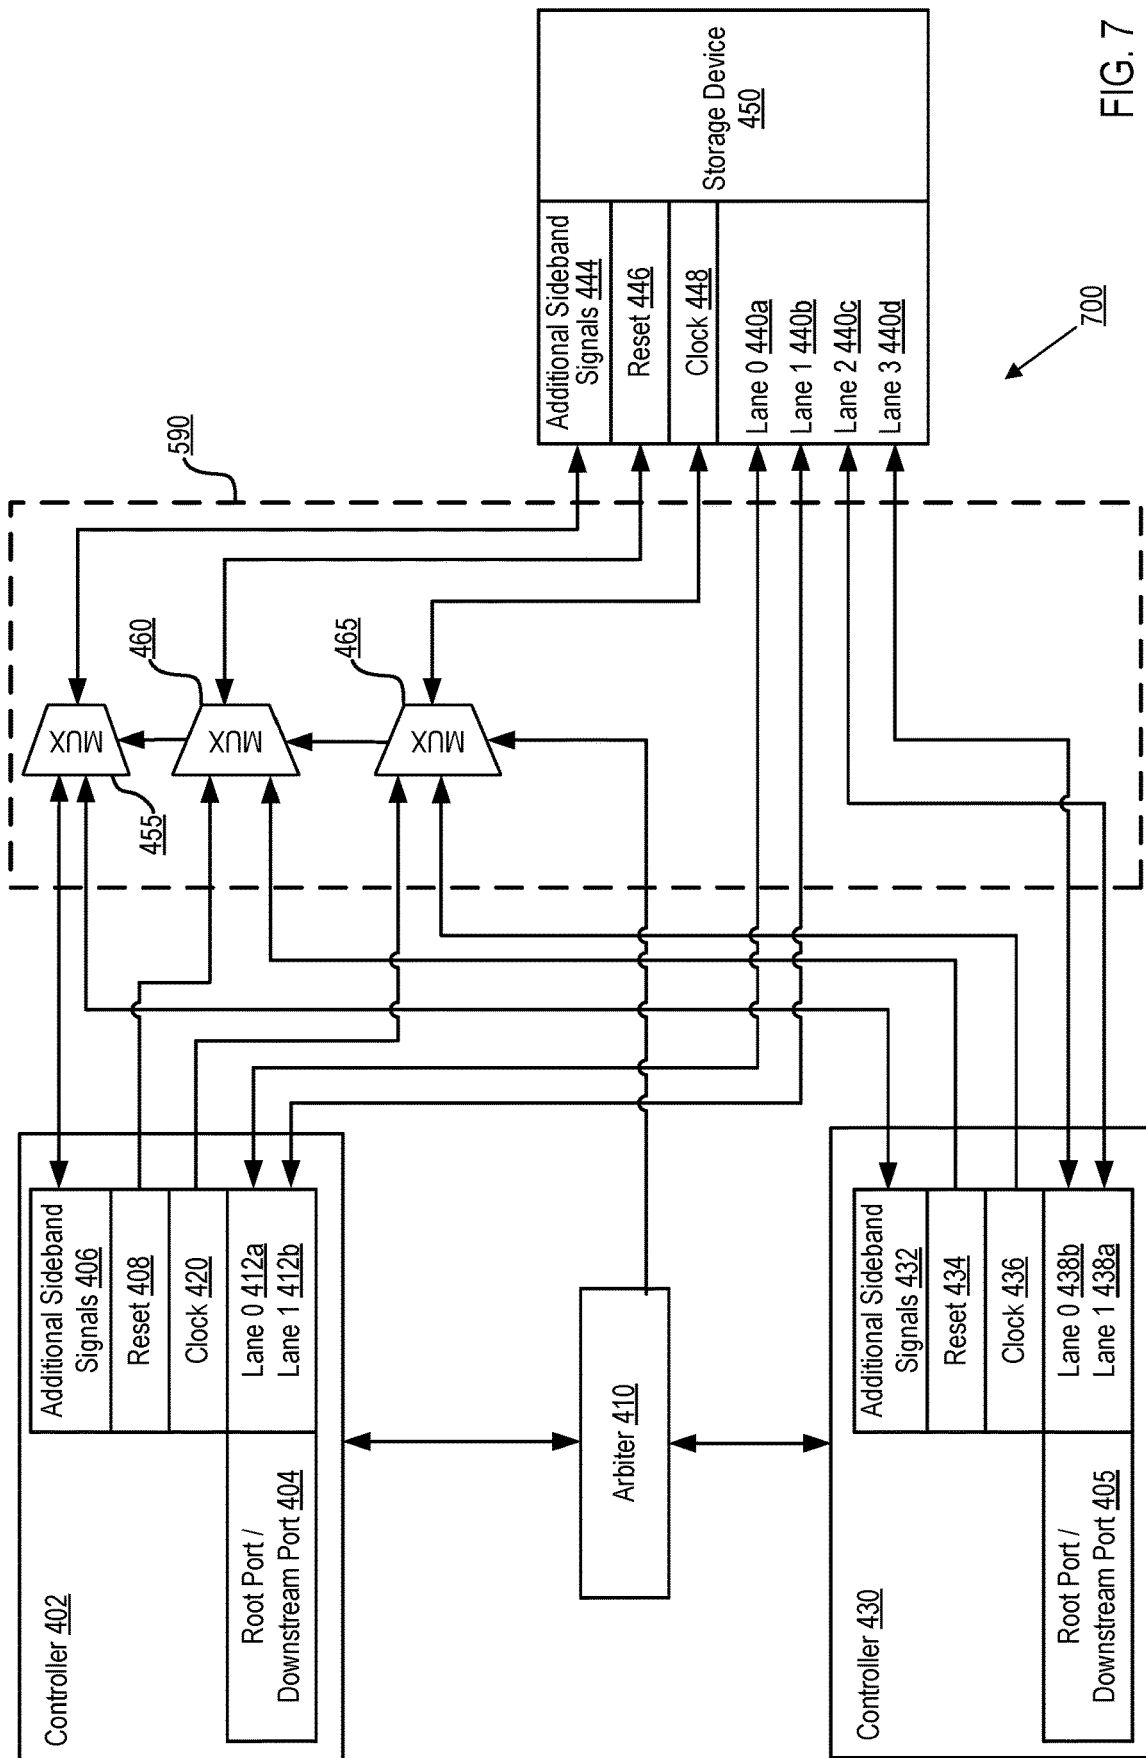 Controller 402
Additional Sideband
Signals 406
Reset 408
Clock 420
Root Port /
Downstream Port 404
Lane 0 412a
Lane 1 412b
Arbiter 410
Controller 430
Additional Sideband
Signals 432
Reset 434
Clock 436
Root Port /
Downstream Port 405
Lane 0 438b
Lane 1 438a
455
MUX
460
MUX
465
MUX
590
Additional Sideband
Signals 444
Reset 446
Clock 448
Lane 0 440a
Lane 1 440b
Lane 2 440c
Lane 3 440d
Storage Device
450
700
FIG. 7